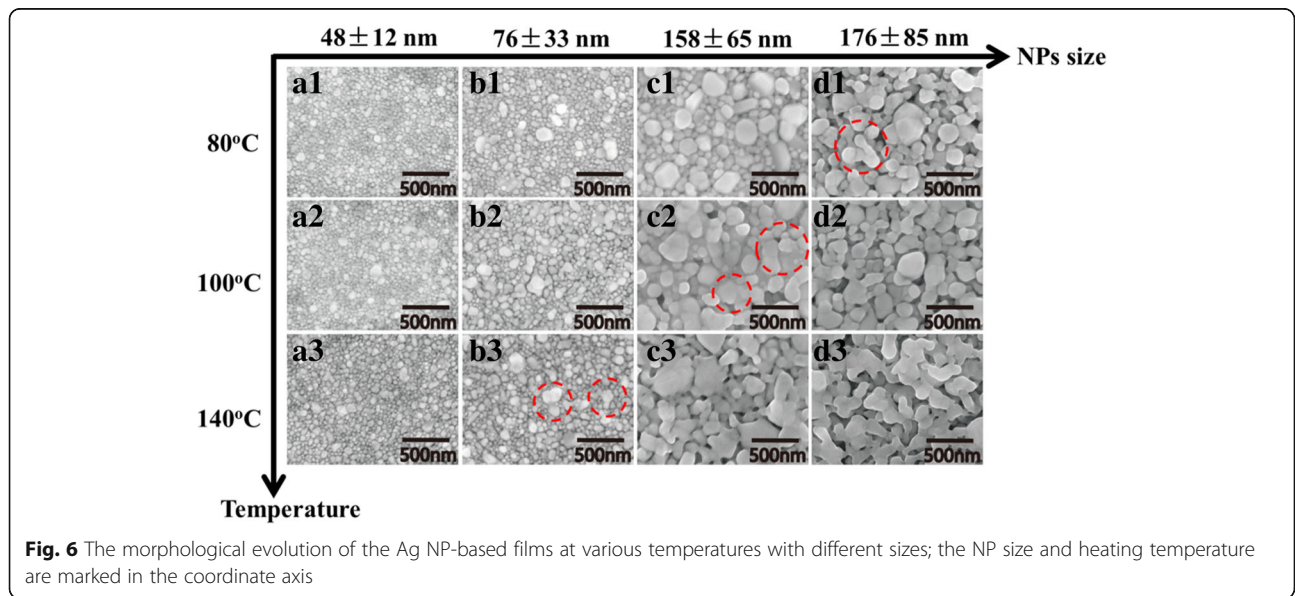 48±12 nm 76±33 nm 158±65 nm 176±85 nm
NPs size
80°C
a1 b1 c1 d1
500nm 500nm 500nm 500nm
100°C
a2 b2 c2 d2
500nm 500nm 500nm 500nm
140°C
a3 b3 c3 d3
500nm 500nm 500nm 500nm
Temperature
Fig. 6 The morphological evolution of the Ag NP-based films at various temperatures with different sizes; the NP size and heating temperature
are marked in the coordinate axis